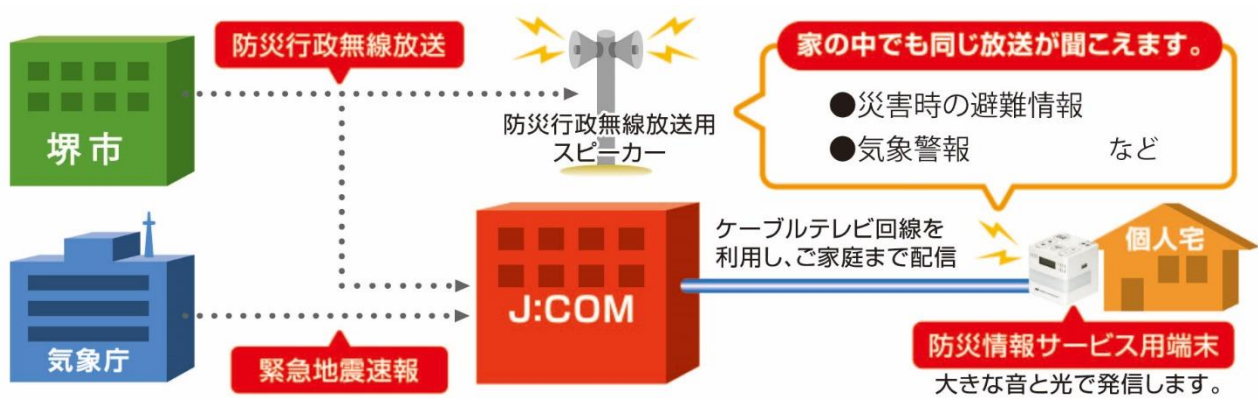 防災行政無線放送
堺市
防災行政無線放送用
スピーカー
家の中でも同じ放送が聞こえます。
●災害時の避難情報
●気象警報 など
気象庁
緊急地震速報
J:COM
ケーブルテレビ回線を
利用し、ご家庭まで配信
個人宅
防災情報サービス用端末
大きな音と光で発信します。